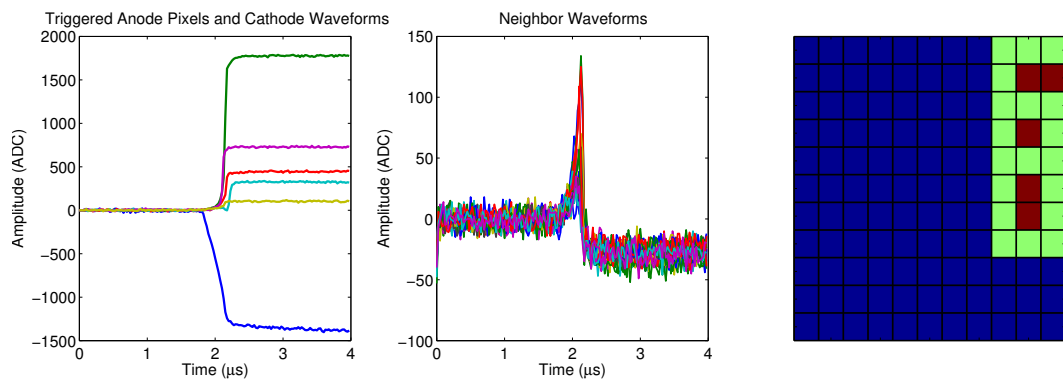 Triggered Anode Pixels and Cathode Waveforms
2000
1500
1000
500
0
−500
−1000
−1500
0 1 2 3 4
Time (μs)
Amplitude (ADC)
Neighbor Waveforms
150
100
50
0
−50
−100
0 1 2 3 4
Time (μs)
Amplitude (ADC)